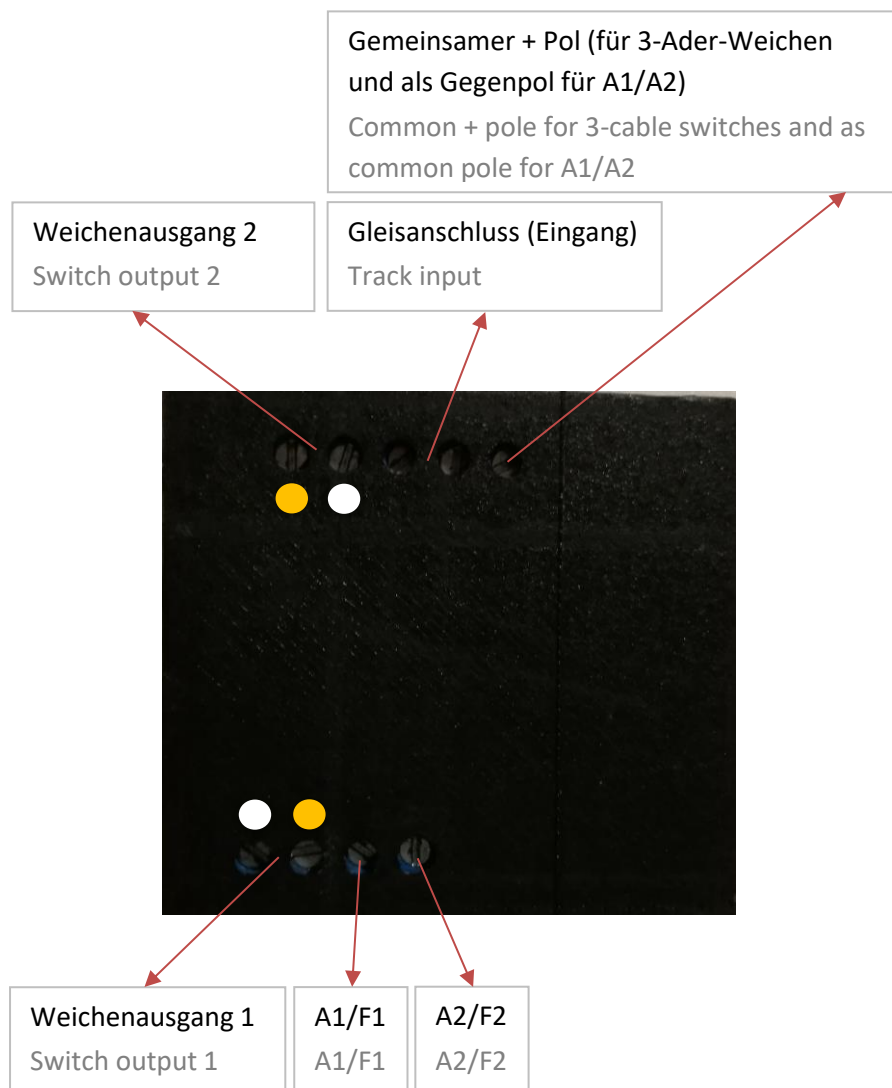 Gemeinsamer + Pol (für 3-Ader-Weichen
und als Gegenpol für A1/A2)
Common + pole for 3-cable switches and as
common pole for A1/A2
Weichenausgang 2
Switch output 2
Gleisanschluss (Eingang)
Track input
Weichenausgang 1
Switch output 1
A1/F1
A1/F1
A2/F2
A2/F2